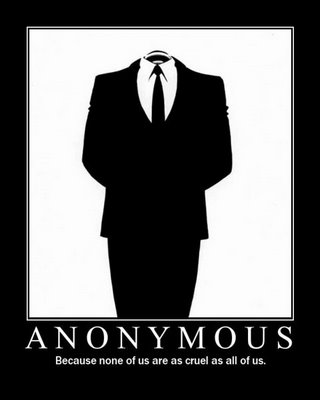 ANONYMOUS
Because none of us are as cruel as all of us.